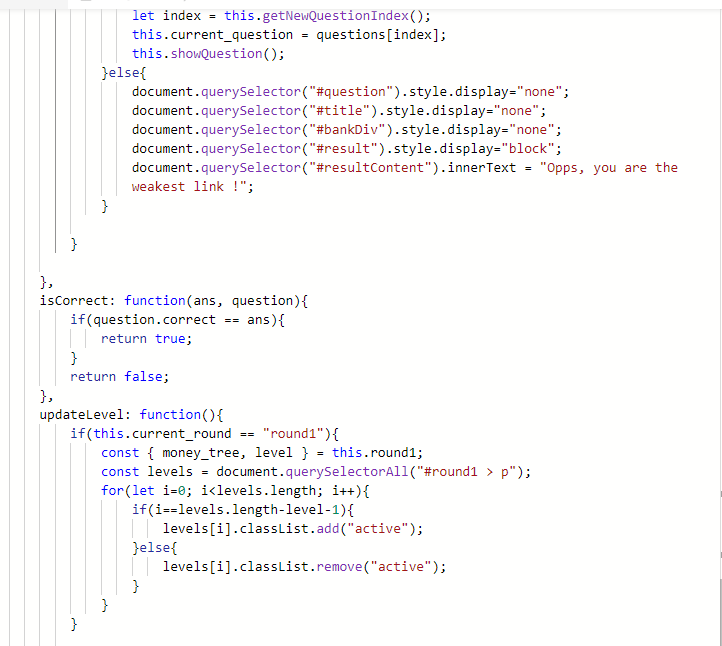 let index = this.getNewQuestionIndex();
this.current_question = questions[index];
this.showQuestion();
}else{
document.querySelector("#question").style.display="none";
document.querySelector("#title").style.display="none";
document.querySelector("#bankDiv").style.display="none";
document.querySelector("#result").style.display="block";
document.querySelector("#resultContent").innerText = "Opps, you are the
weakest link !";
}
}
},
isCorrect: function(ans, question){
if(question.correct == ans){
return true;
}
return false;
},
updateLevel: function(){
if(this.current_round == "round1"){
const { money_tree, level } = this.round1;
const levels = document.querySelectorAll("#round1 > p");
for(let i=0; i<levels.length; i++){
if(i==levels.length-level-1){
levels[i].classList.add("active");
}else{
levels[i].classList.remove("active");
}
}
}